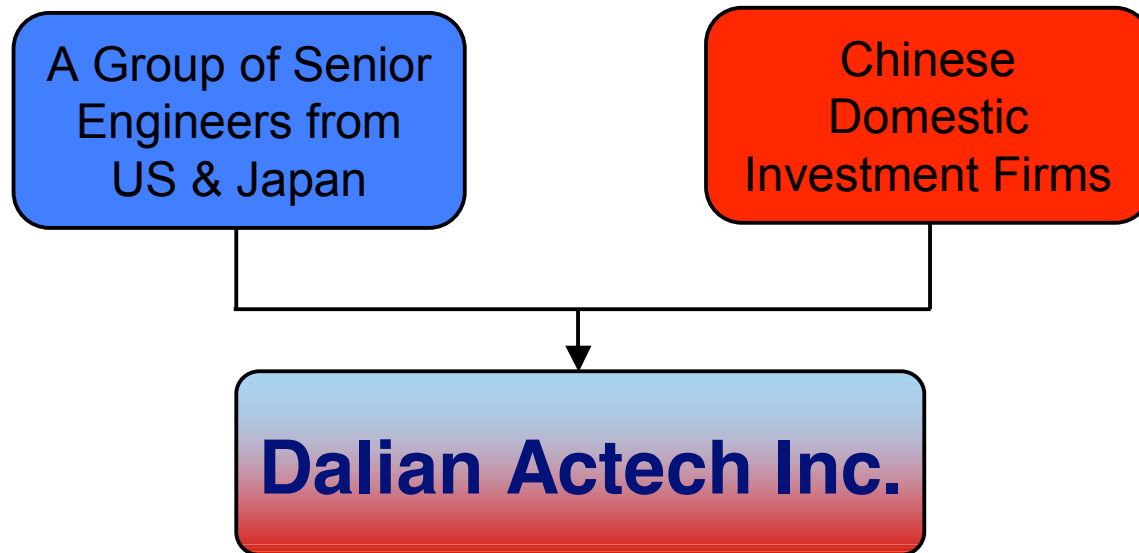 A Group of Senior
Engineers from
US & Japan
Chinese
Domestic
Investment Firms
Dalian Actech Inc.